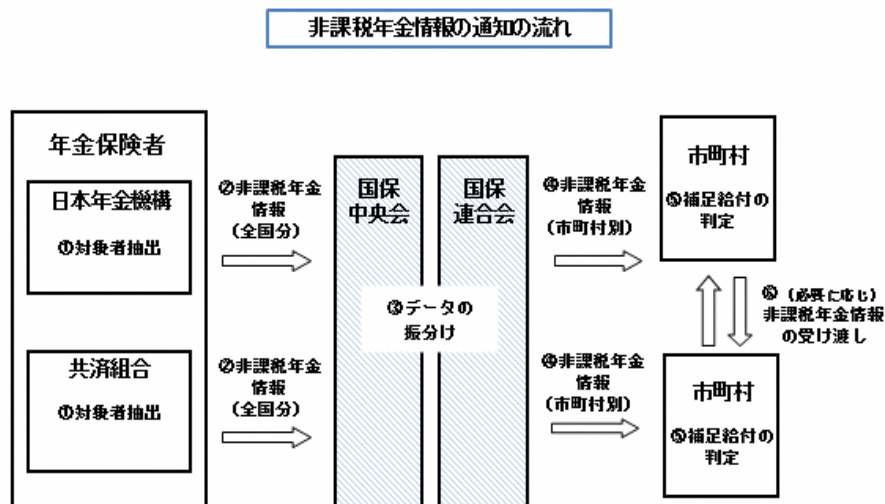 非課税年金情報の通知の流れ
年金保険者
日本年金機構
①対象者抽出
共済組合
①対象者抽出
②非課税年金
情報
(全国分)
②非課税年金
情報
(全国分)
国保
中央会
国保
連合会
③データの
振分け
④非課税年金
情報
(市町村別)
④非課税年金
情報
(市町村別)
市町村
⑤補足給付の
判定
⑥(必要に応じ)
非課税年金情報
の受け渡し
市町村
⑤補足給付の
判定